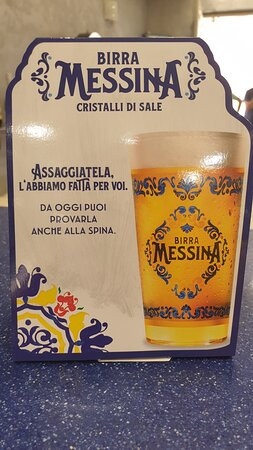 BIRRA
MESSINA
CRISTALLI DI SALE
ASSAGGIATELA,
L'ABBIAMO FATTA PER VOI.
DA OGGI PUOI
PROVARLA
ANCHE ALLA SPINA.
BIRRA
MESSINA